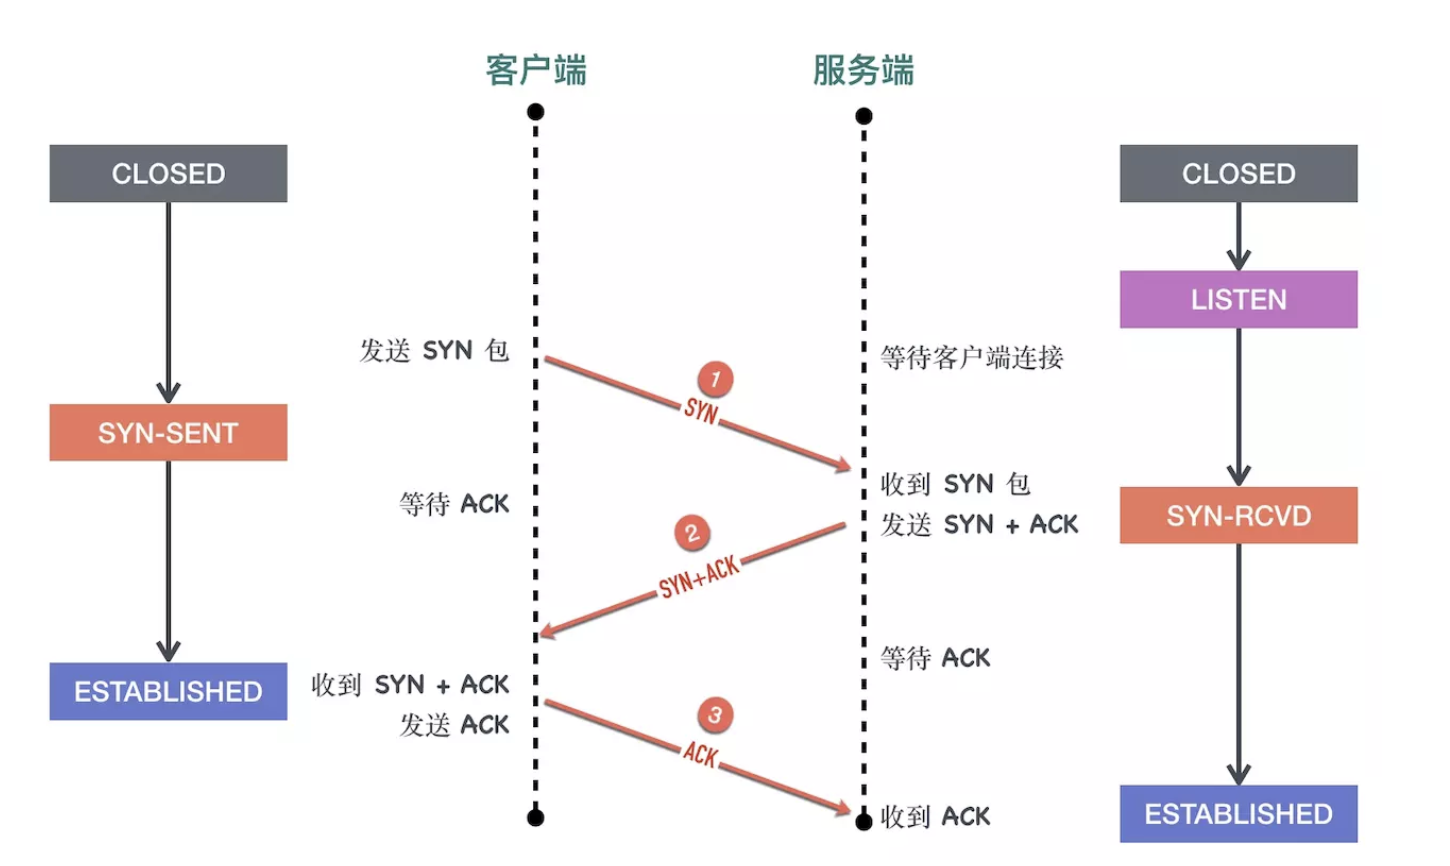 客户端
服务端
CLOSED
CLOSED
LISTEN
发送 SYN 包
等待客户端连接
1
SYN
SYN-SENT
收到 SYN 包
等待 ACK
发送 SYN + ACK
SYN-RCVD
2
SYN+ACK
等待 ACK
ESTABLISHED
收到 SYN + ACK
发送 ACK
3
ACK
收到 ACK
ESTABLISHED